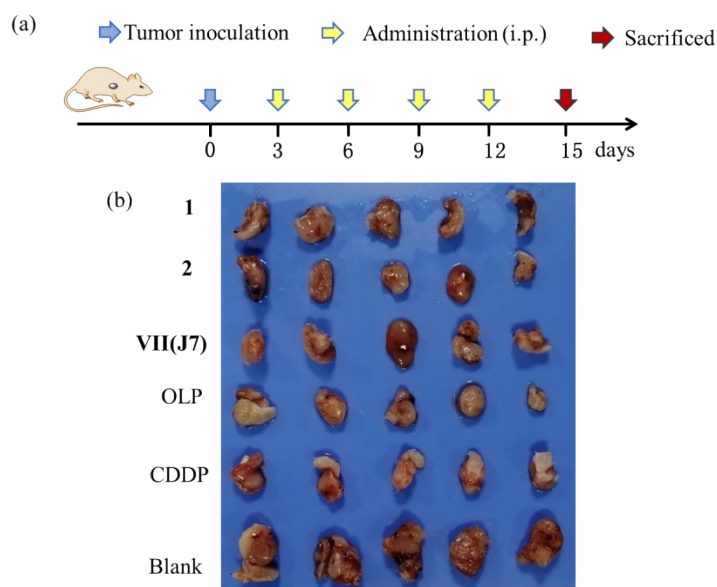 (a)
Tumor inoculation Administration (i.p.) Sacrificed
0 3 6 9 12 15 days
(b)
1
2
VII(J7)
OLP
CDDP
Blank